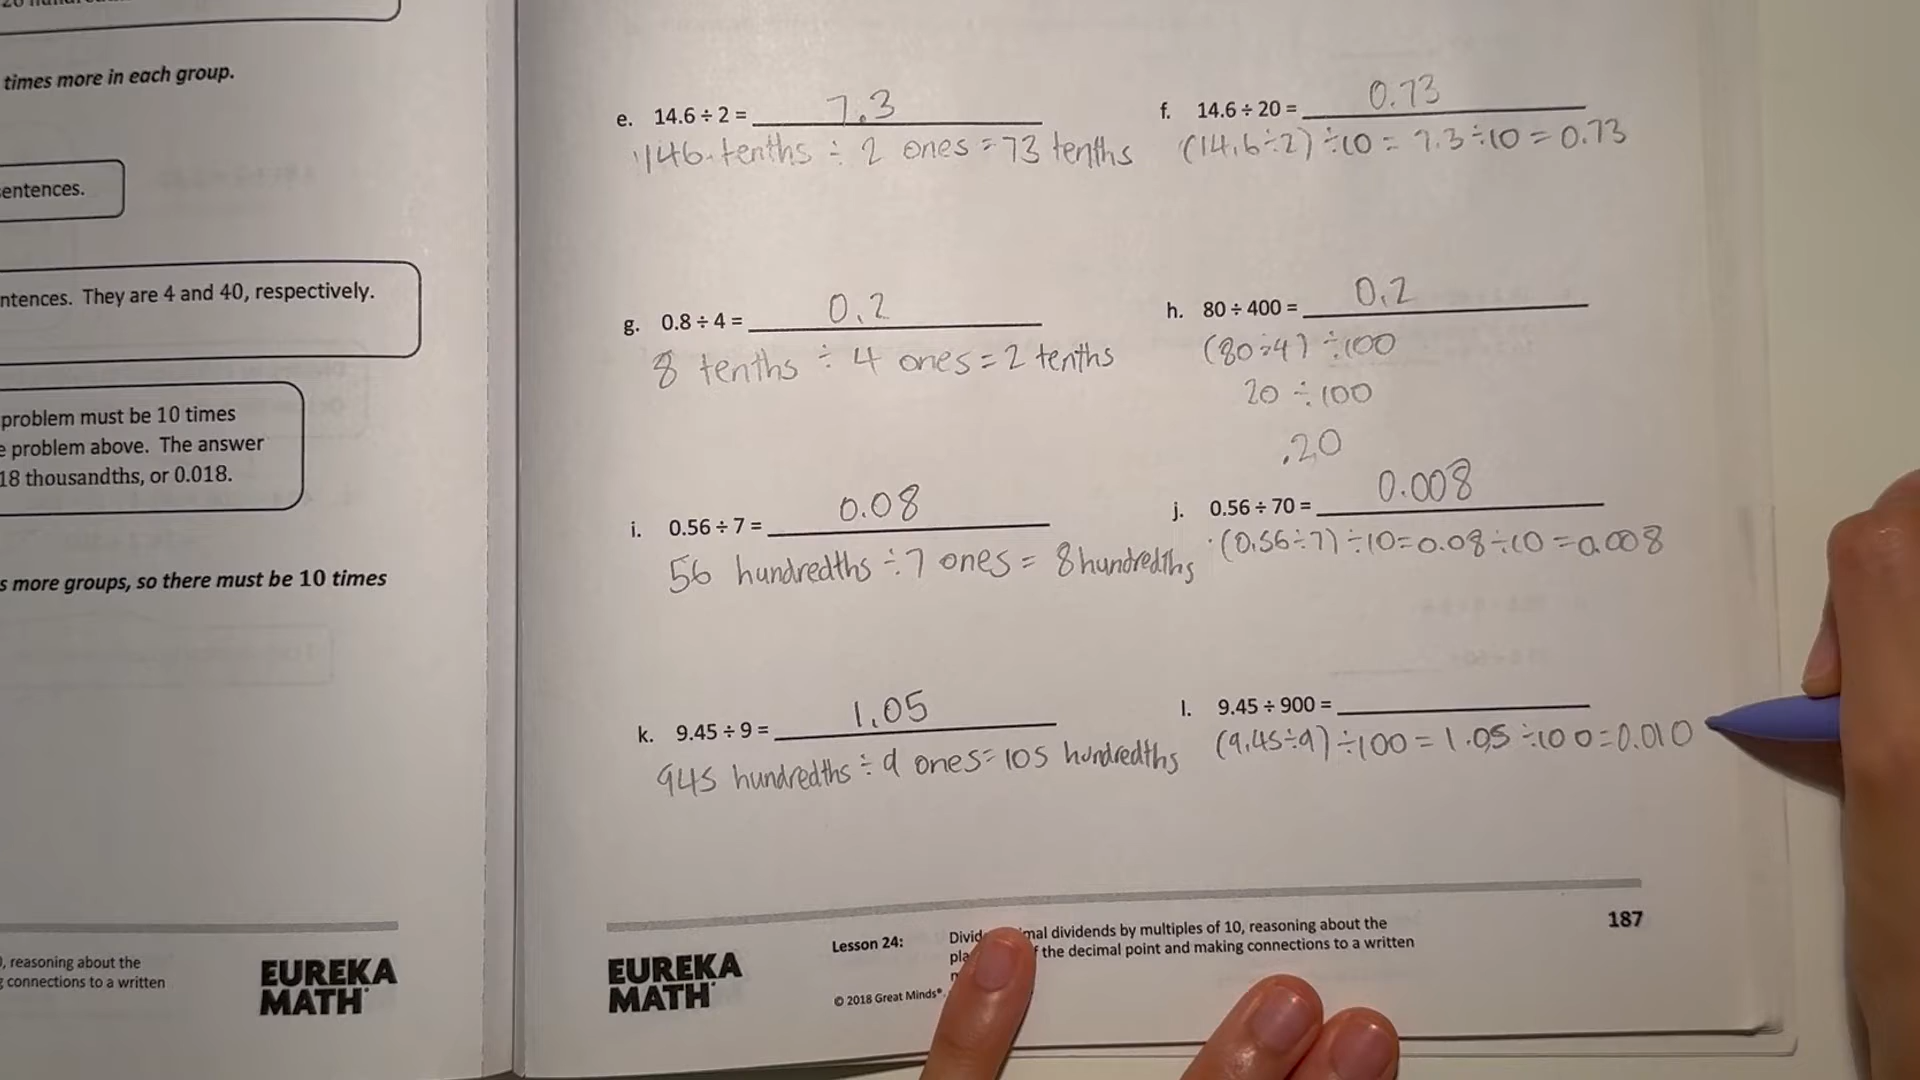 times more in each group.
entences.
ntences. They are 4 and 40, respectively.
problem must be 10 times
e problem above. The answer
18 thousandths, or 0.018.
s more groups, so there must be 10 times
, reasoning about the
connections to a written
EUREKA
MATH
e. 14.6 ÷ 2 = 7.3
146 tenths ÷ 2 ones = 73 tenths
f. 14.6 ÷ 20 = 0.73
(14.6÷2) ÷10 = 7.3÷10 = 0.73
g. 0.8 ÷ 4 = 0.2
8 tenths ÷ 4 ones = 2 tenths
h. 80 ÷ 400 = 0.2
(80÷4) ÷100
20 ÷100
.20
i. 0.56 ÷ 7 = 0.08
56 hundredths ÷ 7 ones = 8 hundredths
j. 0.56 ÷ 70 = 0.008
(0.56÷7) ÷10=0.08÷10=0.008
k. 9.45 ÷ 9 = 1.05
945 hundredths ÷ 9 ones = 105 hundredths
l. 9.45 ÷ 900 =
(9.45÷9) ÷100 = 1.05 ÷100=0.010
EUREKA
MATH
Lesson 24:
Divid mal dividends by multiples of 10, reasoning about the
pla f the decimal point and making connections to a written
© 2018 Great Minds®
187